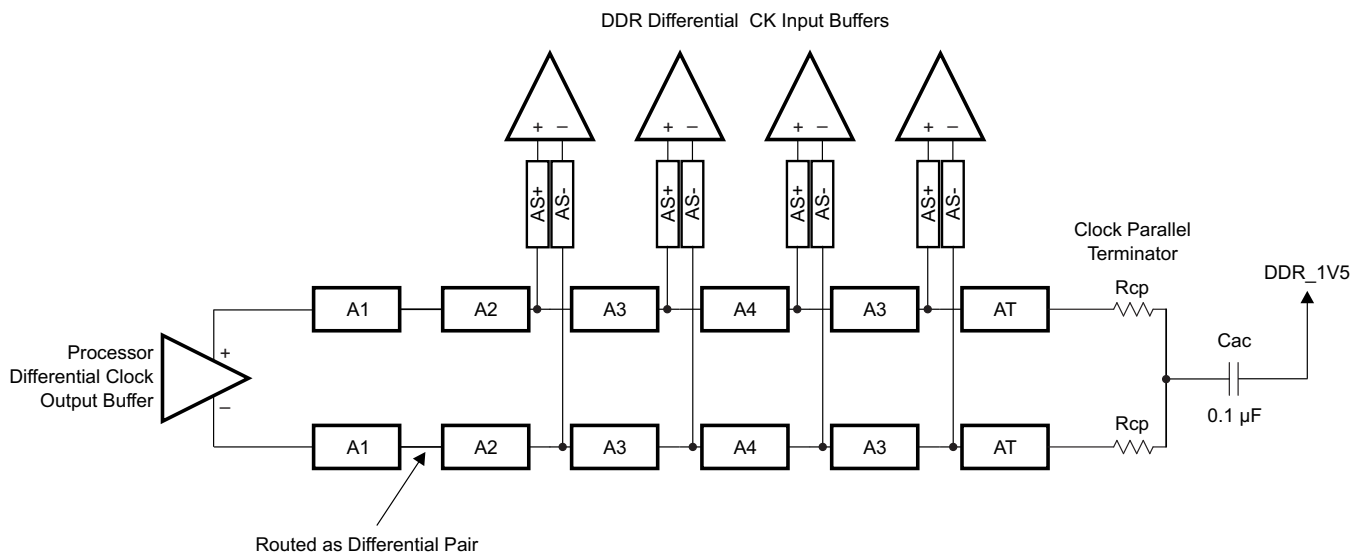 DDR Differential CK Input Buffers
+ – + – + – + –
AS+ AS- AS+ AS- AS+ AS- AS+ AS-
Clock Parallel
Terminator
DDR_1V5
A1 A2 A3 A4 A3 AT
Rcp
Processor
Differential Clock
Output Buffer
+
–
Cac
0.1 µF
A1 A2 A3 A4 A3 AT
Rcp
Routed as Differential Pair